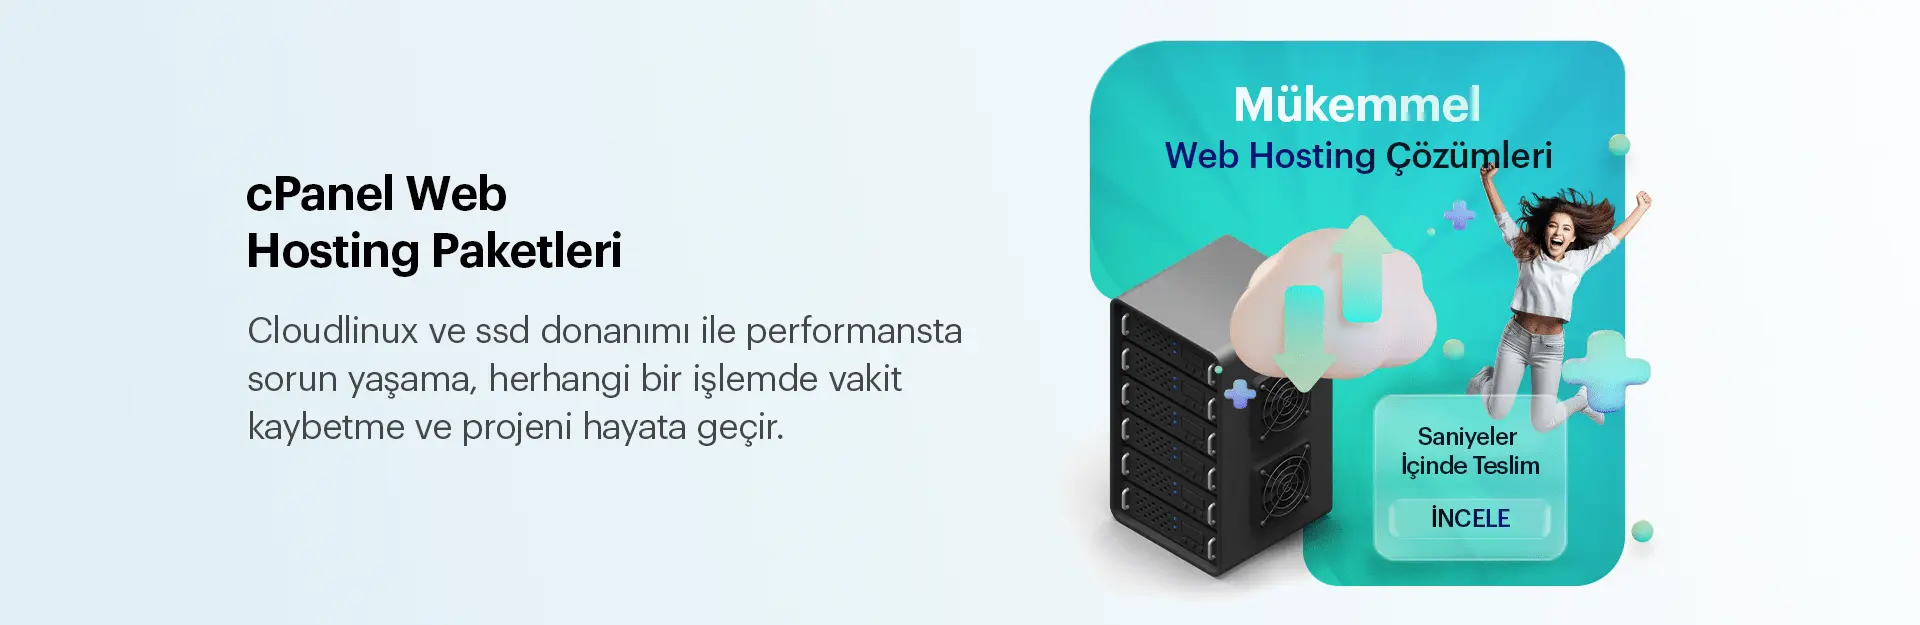 cPanel Web
Hosting Paketleri
Cloudlinux ve ssd donanımı ile performansta
sorun yaşama, herhangi bir işlemde vakit
kaybetme ve projeni hayata geçir.
Mükemmel
Web Hosting Çözümleri
Saniyeler
İçinde Teslim
İNCELE